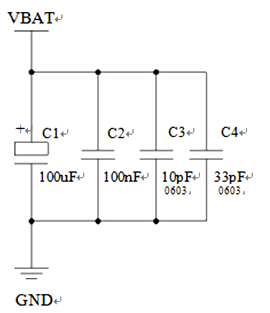 VBAT↵
+↵ C1↵ C2↵ C3↵ C4↵
100uF↵ 100nF↵ 10pF↵ 33pF↵
0603↵ 0603↵
GND↵